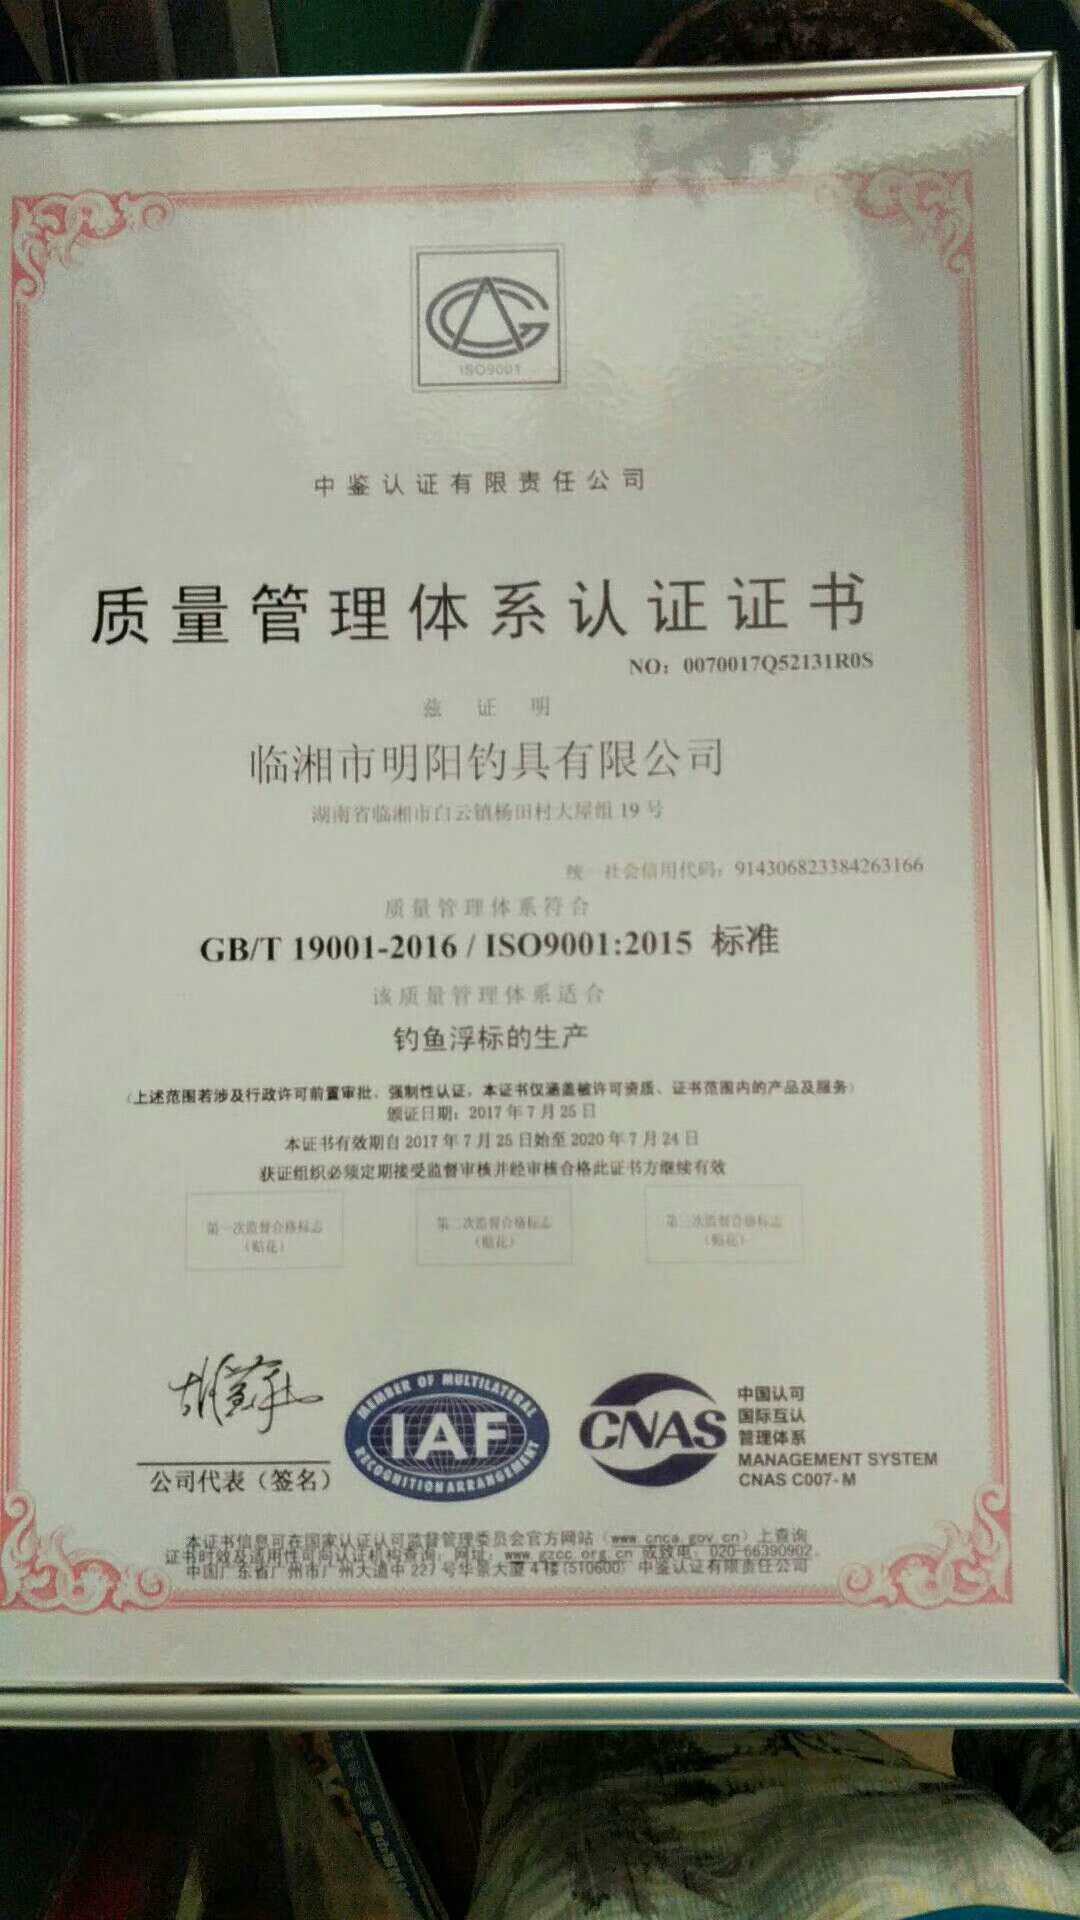 CAG
ISO9001
中鉴认证有限责任公司
质量管理体系认证证书
NO：0070017Q52131R0S
兹 证 明
临湘市明阳钓具有限公司
湖南省临湘市白云镇杨田村大屋组 19 号
统一社会信用代码：914306823384263166
质量管理体系符合
GB/T 19001-2016 / ISO9001:2015 标准
该质量管理体系适合
钓鱼浮标的生产
（上述范围若涉及行政许可前置审批、强制性认证，本证书仅涵盖被许可资质、证书范围内的产品及服务）
颁证日期：2017 年 7 月 25 日
本证书有效期自 2017 年 7 月 25 日始至 2020 年 7 月 24 日
获证组织必须定期接受监督审核并经审核合格此证书方继续有效
第一次监督合格标志
（贴花）
第二次监督合格标志
（贴花）
第三次监督合格标志
（贴花）
公司代表（签名）
MEMBER OF MULTILATERAL
IAF
RECOGNITION ARRANGEMENT
CNAS
中国认可
国际互认
管理体系
MANAGEMENT SYSTEM
CNAS C007-M
本证书信息可在国家认证认可监督管理委员会官方网站（www.cnca.gov.cn）上查询
证书时效及适用性可向认证机构查询：网址：www.gzcc.org.cn 或致电：020-66390902。
中国广东省广州市广州大道中 227 号华景大厦 4 楼(510600) 中鉴认证有限责任公司